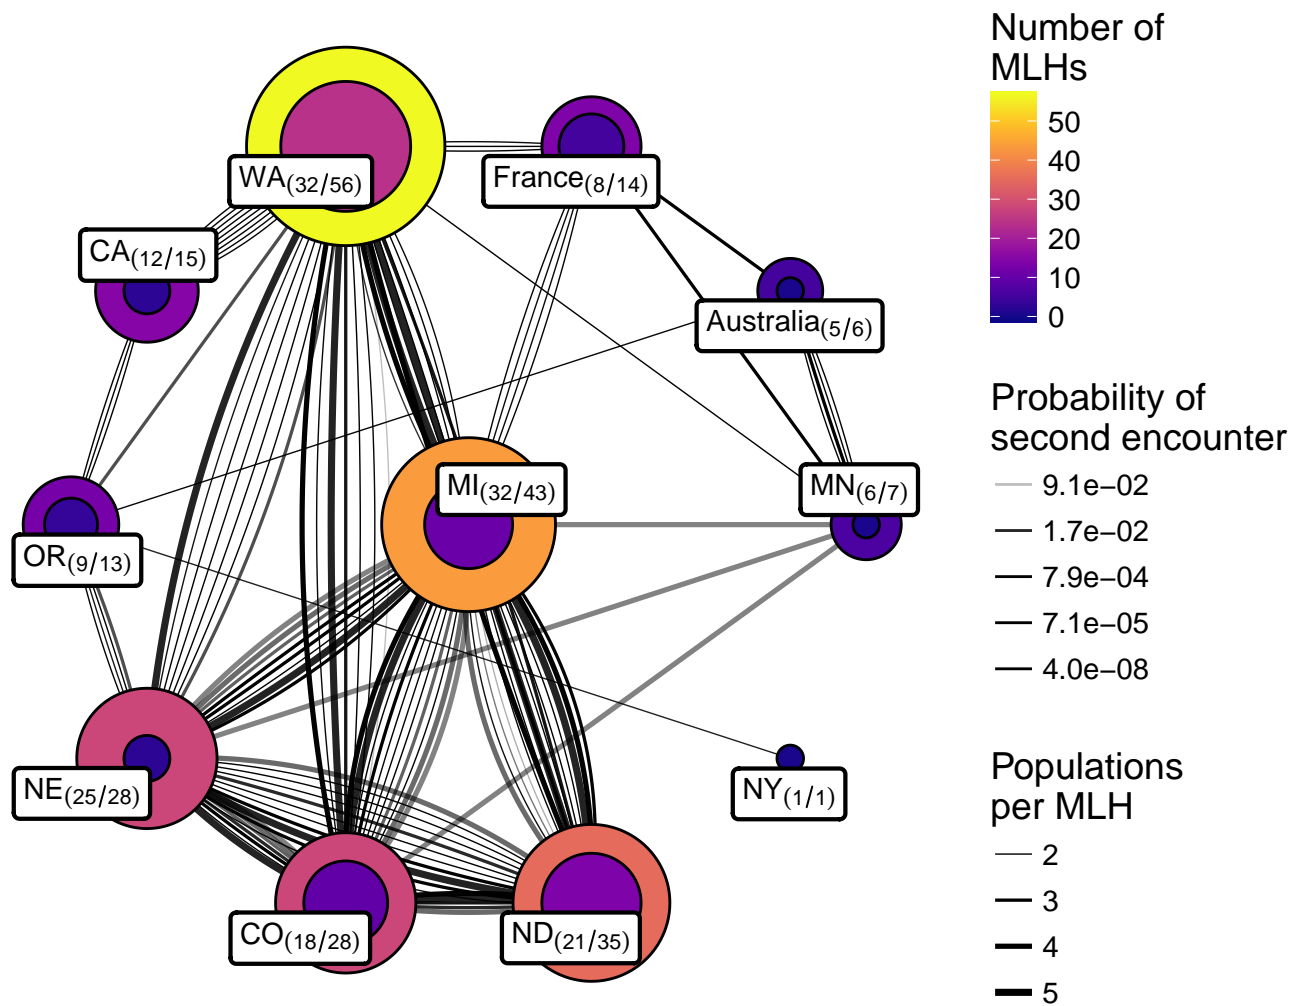 Number of
MLHs
50
40
30
20
10
0
WA(32/56)
France(8/14)
CA(12/15)
Australia(5/6)
MI(32/43)
MN(6/7)
OR(9/13)
NE(25/28)
NY(1/1)
CO(18/28)
ND(21/35)
Probability of
second encounter
9.1e−02
1.7e−02
7.9e−04
7.1e−05
4.0e−08
Populations
per MLH
2
3
4
5